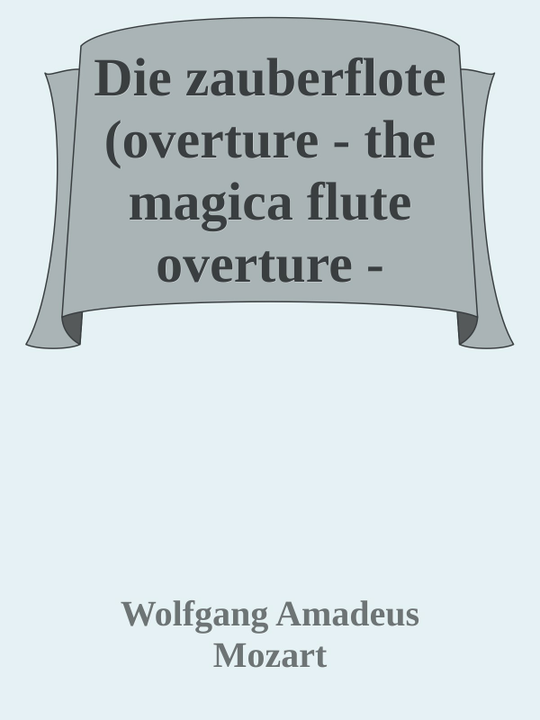 Die zauberflote
(overture - the
magica flute
overture -
Wolfgang Amadeus
Mozart